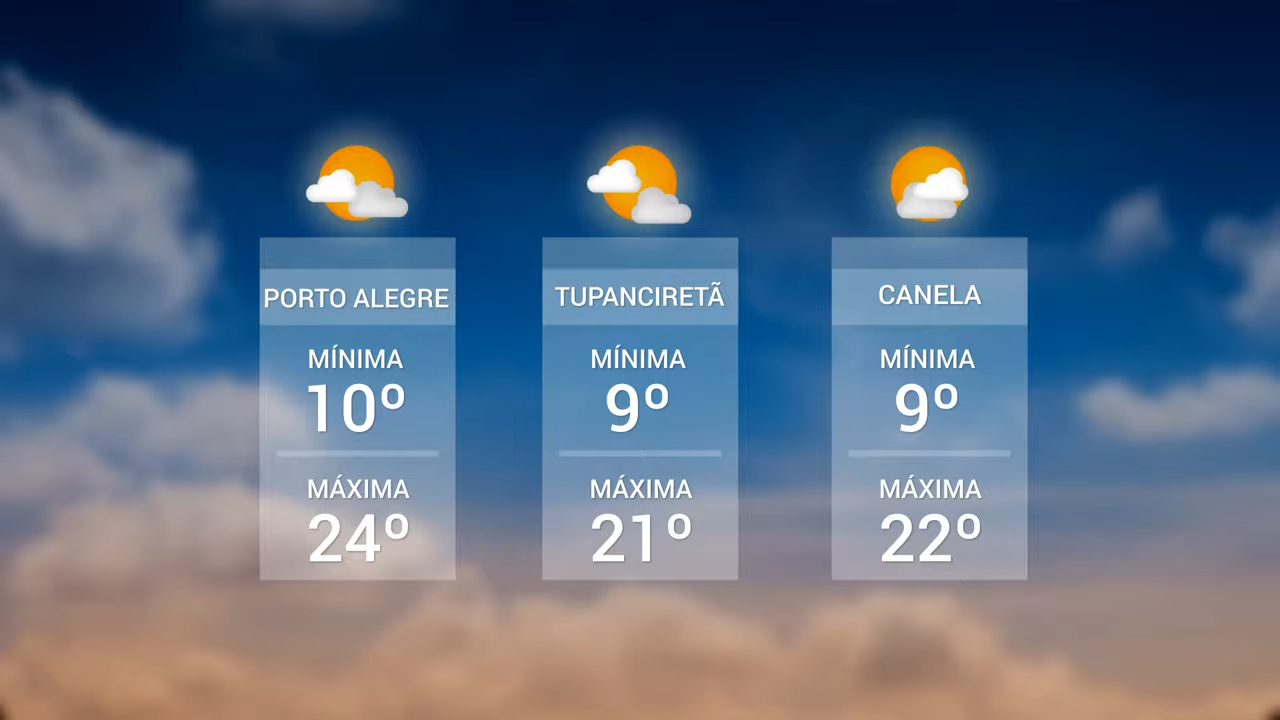 PORTO ALEGRE
MÍNIMA
10º
MÁXIMA
24º
TUPANCIRETÃ
MÍNIMA
9º
MÁXIMA
21º
CANELA
MÍNIMA
9º
MÁXIMA
22º